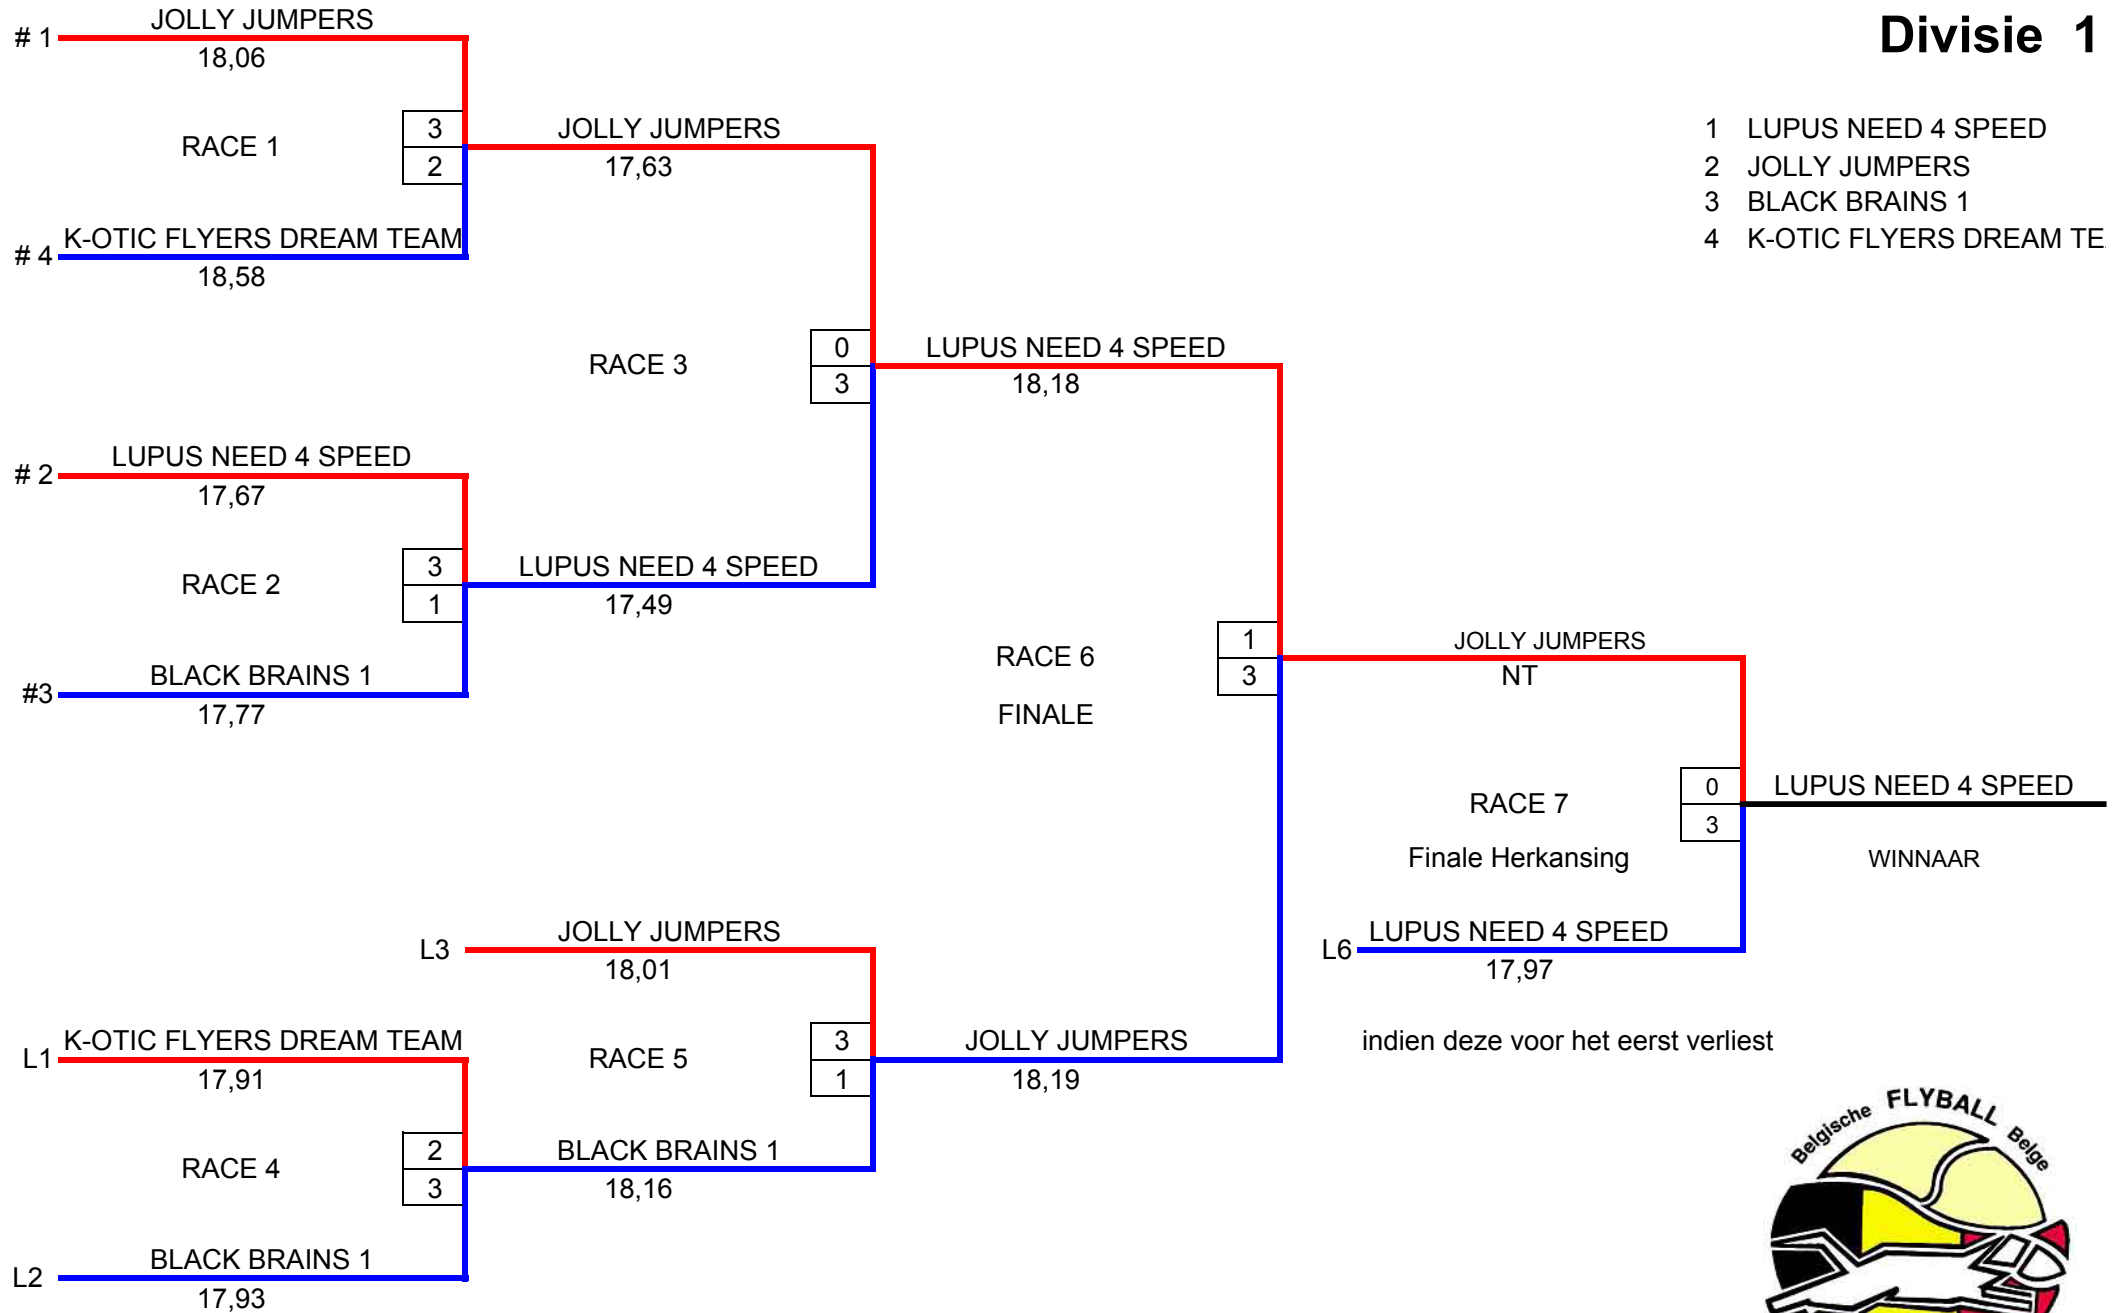 Divisie 1
1 LUPUS NEED 4 SPEED
2 JOLLY JUMPERS
3 BLACK BRAINS 1
4 K-OTIC FLYERS DREAM
# 1
JOLLY JUMPERS
18,06
RACE 1
3
2
K-OTIC FLYERS DREAM TEAM
# 4
18,58
JOLLY JUMPERS
17,63
RACE 3
0
3
LUPUS NEED 4 SPEED
18,18
# 2
LUPUS NEED 4 SPEED
17,67
RACE 2
3
1
LUPUS NEED 4 SPEED
17,49
BLACK BRAINS 1
#3
17,77
RACE 6
1
3
FINALE
JOLLY JUMPERS
NT
RACE 7
0
3
Finale Herkansing
LUPUS NEED 4 SPEED
WINNAAR
L3
JOLLY JUMPERS
18,01
L6
LUPUS NEED 4 SPEED
17,97
indien deze voor het eerst verliest
L1
K-OTIC FLYERS DREAM TEAM
17,91
RACE 5
3
1
JOLLY JUMPERS
18,19
RACE 4
2
3
BLACK BRAINS 1
18,16
L2
BLACK BRAINS 1
17,93
Belgische FLYBALL Belge